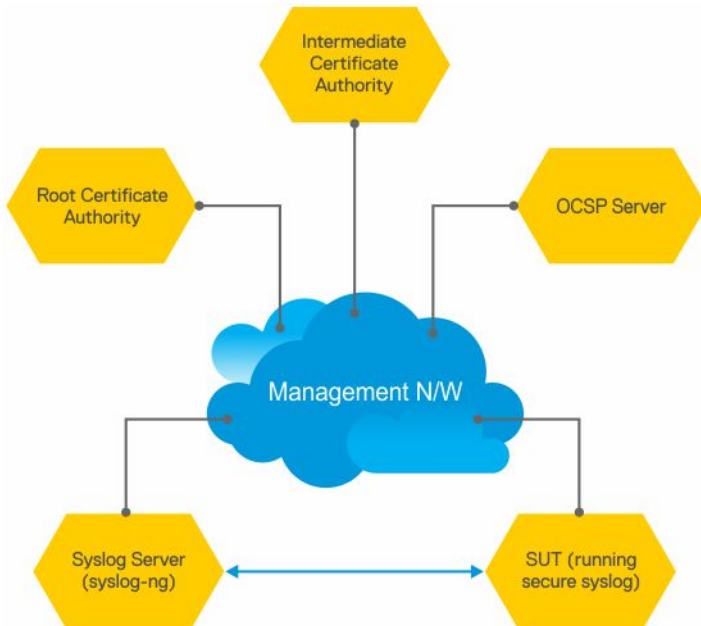 Intermediate
Certificate
Authority
Root Certificate
Authority
OCSP Server
Management N/W
Syslog Server
(syslog-ng)
SUT (running
secure syslog)